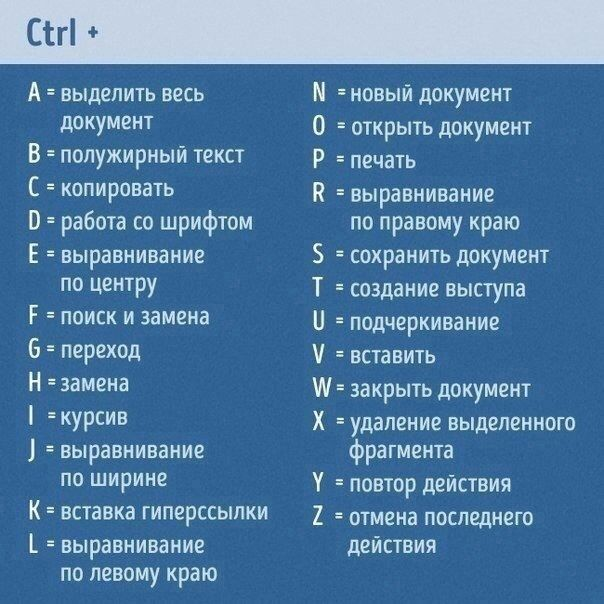 Ctrl +
A = выделить весь
документ
B = полужирный текст
C = копировать
D = работа со шрифтом
E = выравнивание
по центру
F = поиск и замена
G = переход
H = замена
I = курсив
J = выравнивание
по ширине
K = вставка гиперссылки
L = выравнивание
по левому краю
N = новый документ
O = открыть документ
P = печать
R = выравнивание
по правому краю
S = сохранить документ
T = создание выступа
U = подчеркивание
V = вставить
W = закрыть документ
X = удаление выделенного
фрагмента
Y = повтор действия
Z = отмена последнего
действия